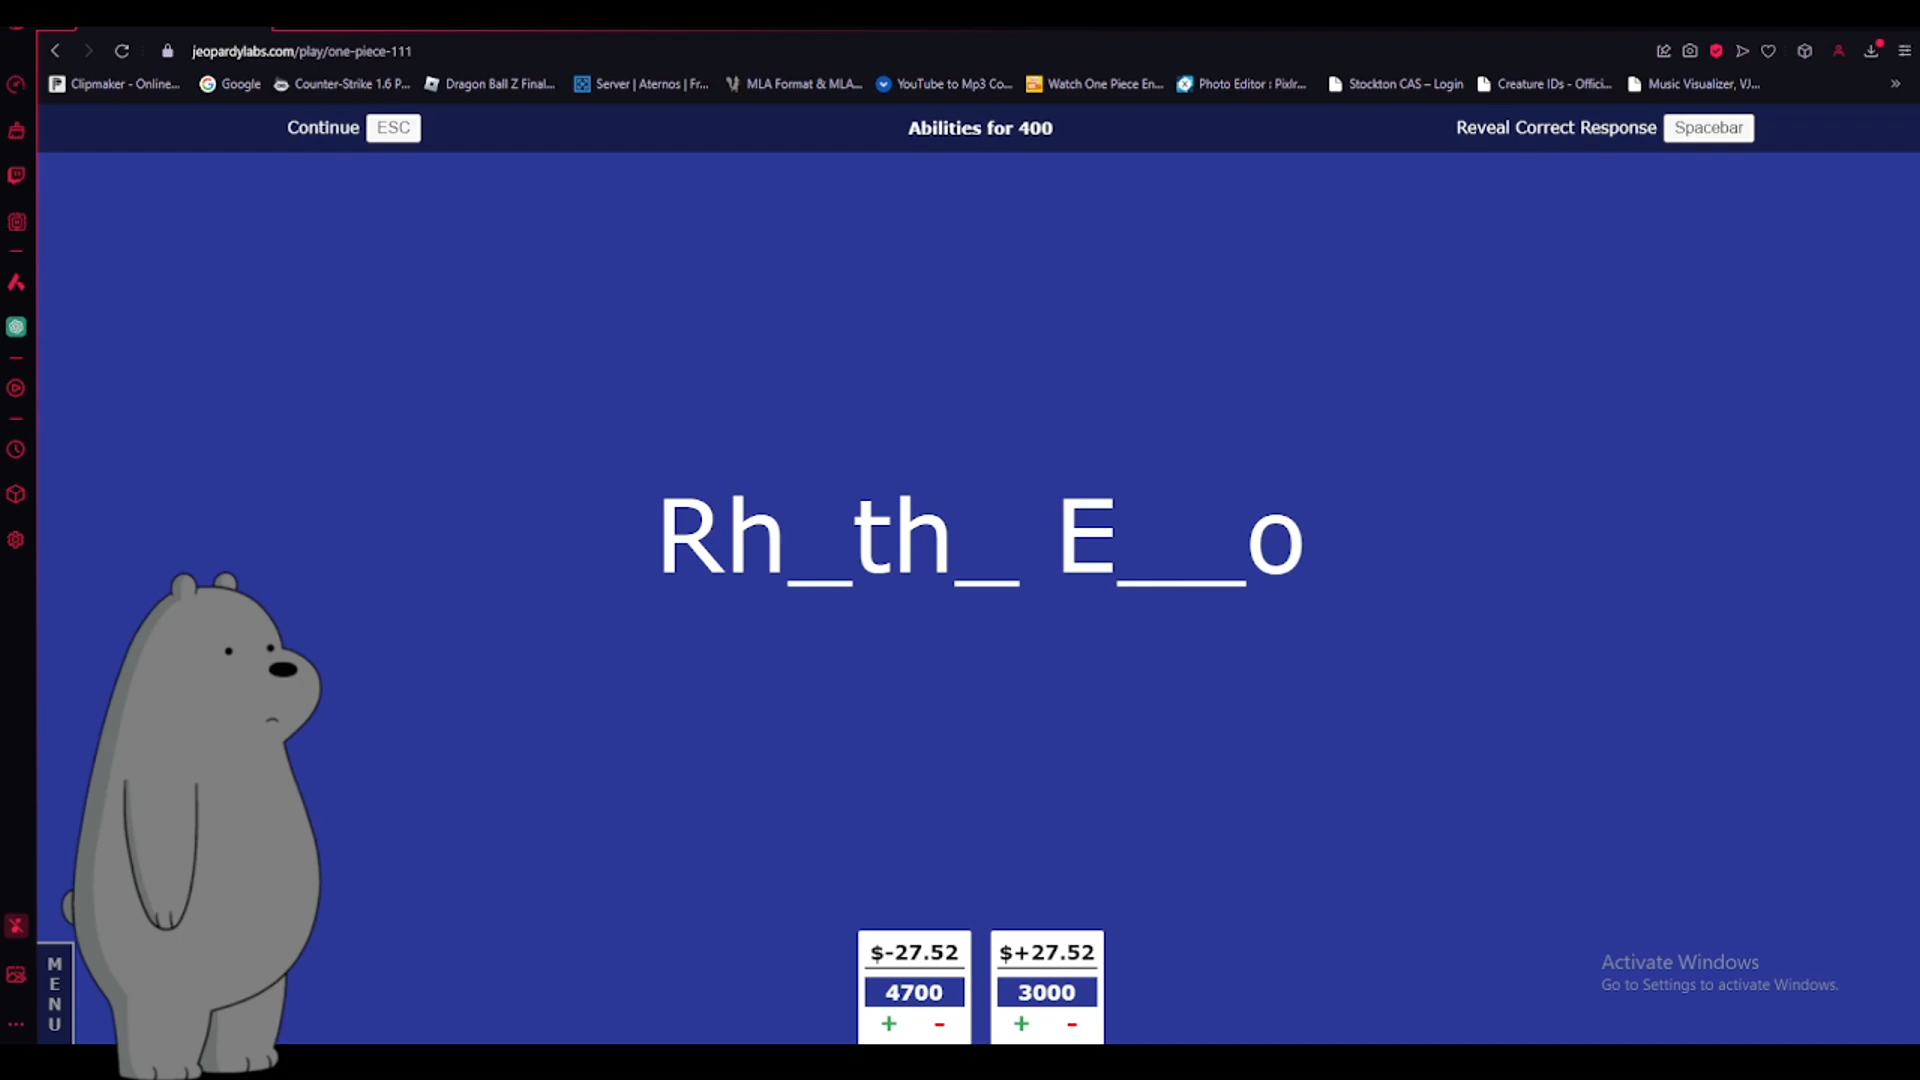 jeopardylabs.com/play/one-piece-111
Clipmaker - Online... Google Counter-Strike 1.6 P... Dragon Ball Z Final... Server | Aternos | Fr... MLA Format & MLA... YouTube to Mp3 Co... Watch One Piece En... Photo Editor : Pixlr... Stockton CAS – Login Creature IDs - Offici... Music Visualizer, VJ...
Continue ESC Abilities for 400 Reveal Correct Response Spacebar
Rh_th_ E__o
$-27.52 $+27.52
4700 3000
+ - + -
MENU
Activate Windows
Go to Settings to activate Windows.